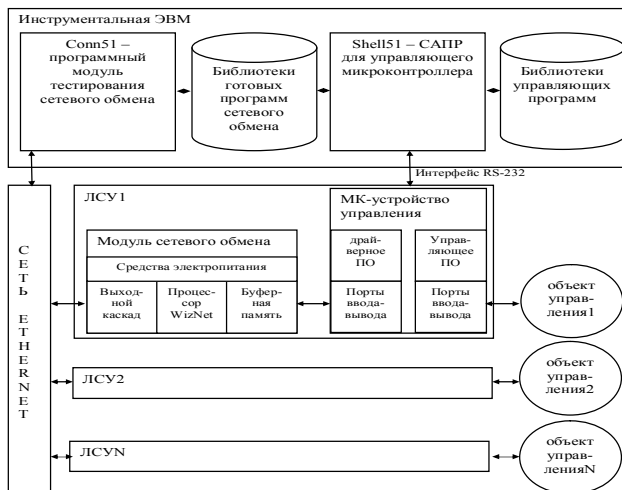 Инструментальная ЭВМ
Conn51 –
программный
модуль
тестирования
сетевого обмена
Библиотеки
готовых
программ
сетевого
обмена
Shell51 – САПР
для управляющего
микроконтроллера
Библиотеки
управляющих
программ
Интерфейс RS-232
СЕТЬ ETHERNET
ЛСУ1
Модуль сетевого обмена
Средства электропитания
Выход-
ной
каскад
Процес-
сор
WizNet
Буфер-
ная
память
МК-устройство
управления
драй-
верное
ПО
Управ-
ляющее
ПО
Порты
ввода-
вывода
Порты
ввода-
вывода
объект
управ-
ления1
ЛСУ2
объект
управ-
ления2
ЛСУN
объект
управ-
ленияN